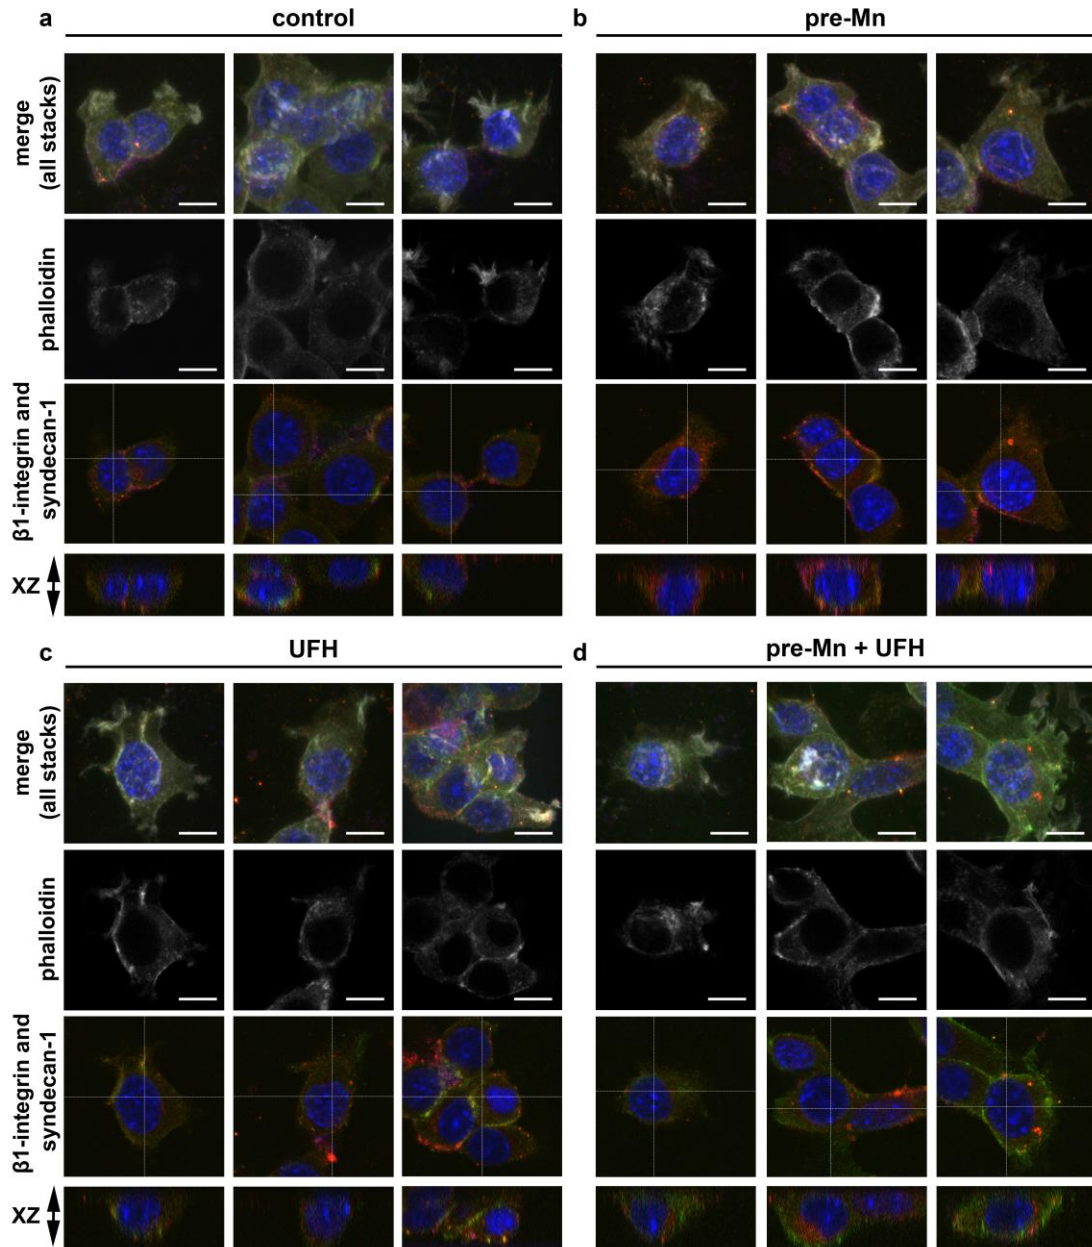 a control b pre-Mn
merge
(all stacks)
phalloidin
β1-integrin and
syndecan-1
XZ
c UFH d pre-Mn + UFH
merge
(all stacks)
phalloidin
β1-integrin and
syndecan-1
XZ